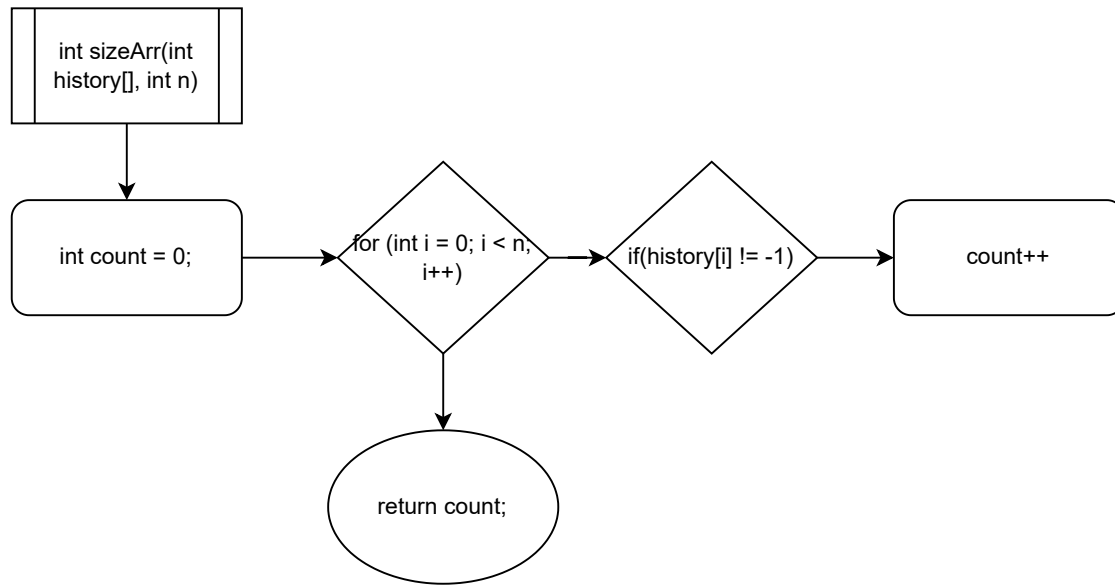 int sizeArr(int
history[], int n)
int count = 0;
for (int i = 0; i < n;
i++)
if(history[i] != -1)
count++
return count;